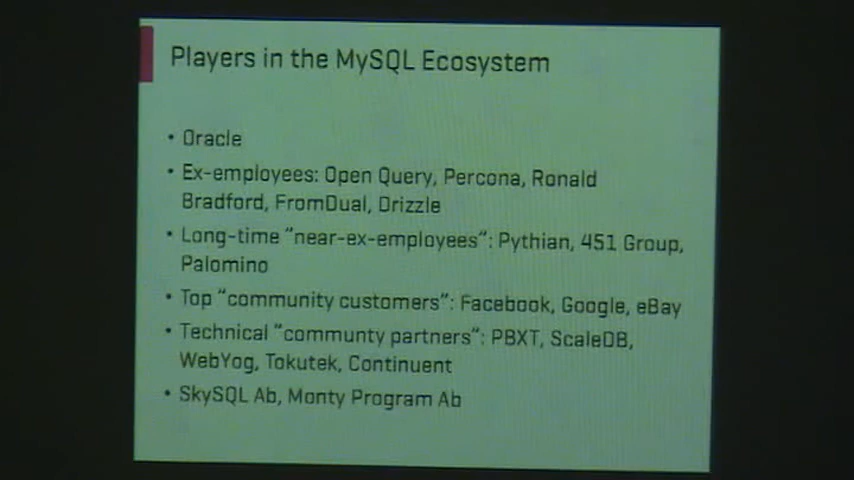 Players in the MySQL Ecosystem
• Oracle
• Ex-employees: Open Query, Percona, Ronald
Bradford, FromDual, Drizzle
• Long-time "near-ex-employees": Pythian, 451 Group,
Palomino
• Top "community customers": Facebook, Google, eBay
• Technical "communty partners": PBXT, ScaleDB,
WebYog, Tokutek, Continuent
• SkySQL Ab, Monty Program Ab